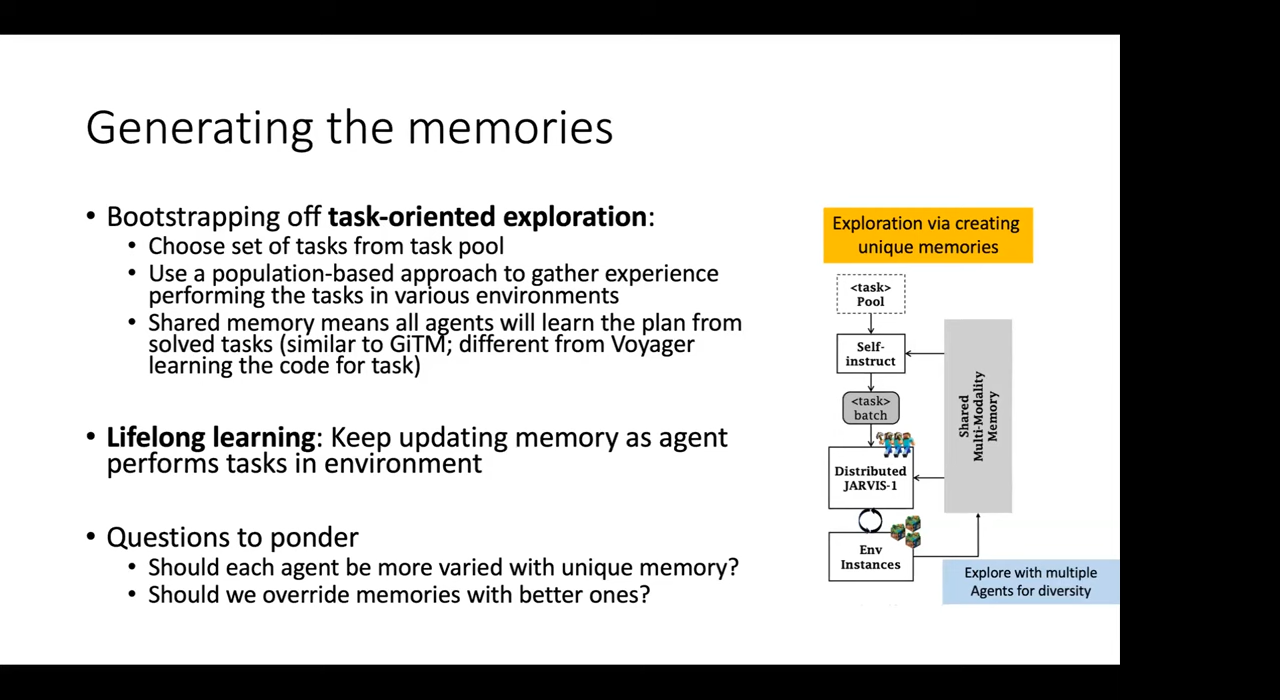 Generating the memories
• Bootstrapping off task-oriented exploration:
• Choose set of tasks from task pool
• Use a population-based approach to gather experience
performing the tasks in various environments
• Shared memory means all agents will learn the plan from
solved tasks (similar to GiTM; different from Voyager
learning the code for task)
• Lifelong learning: Keep updating memory as agent
performs tasks in environment
• Questions to ponder
• Should each agent be more varied with unique memory?
• Should we override memories with better ones?
Exploration via creating
unique memories
<task>
Pool
Self-
instruct
<task>
batch
Distributed
JARVIS-1
Env
Instances
Shared
Multi-Modality
Memory
Explore with multiple
Agents for diversity